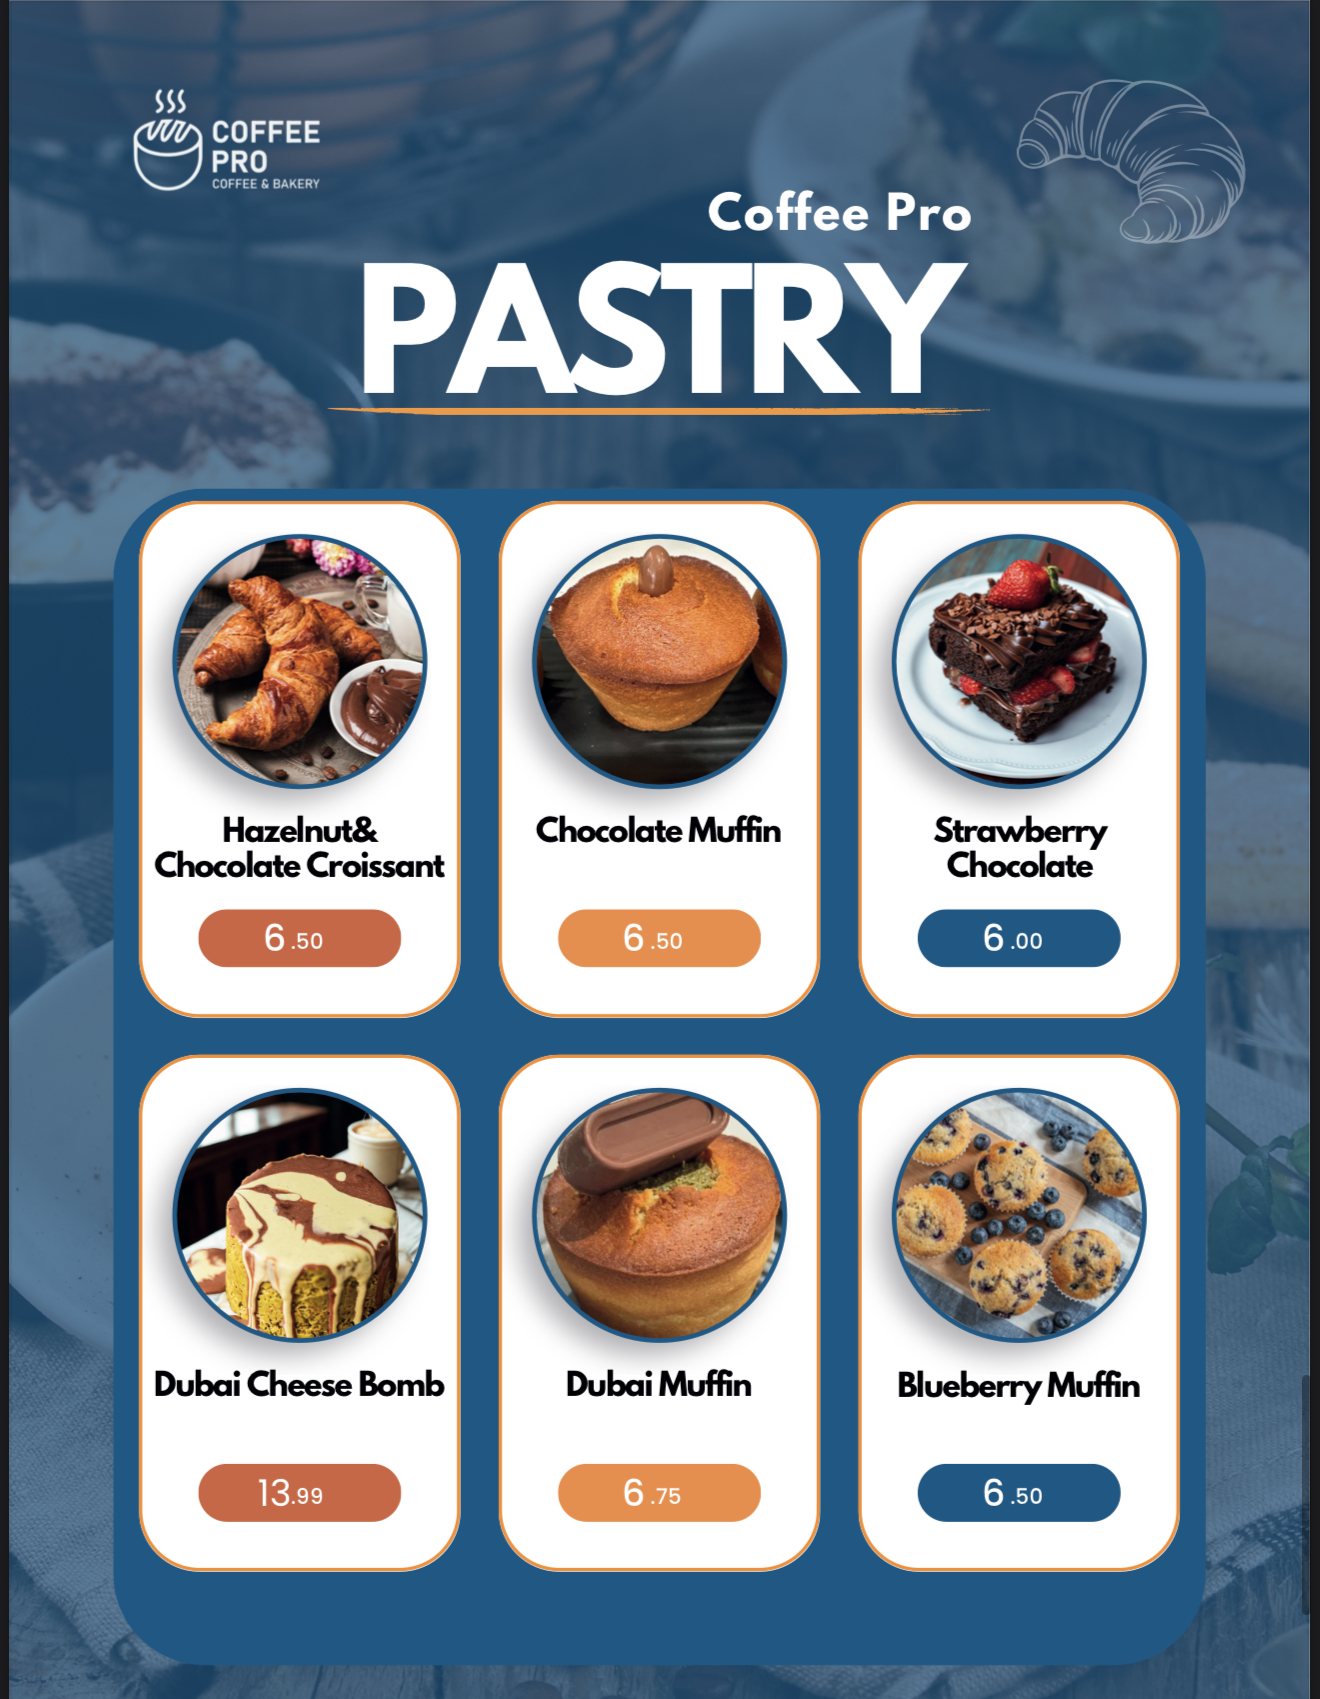 COFFEE
PRO
COFFEE & BAKERY
Coffee Pro
PASTRY
Hazelnut&
Chocolate Croissant
6.50
Chocolate Muffin
6.50
Strawberry
Chocolate
6.00
Dubai Cheese Bomb
13.99
Dubai Muffin
6.75
Blueberry Muffin
6.50